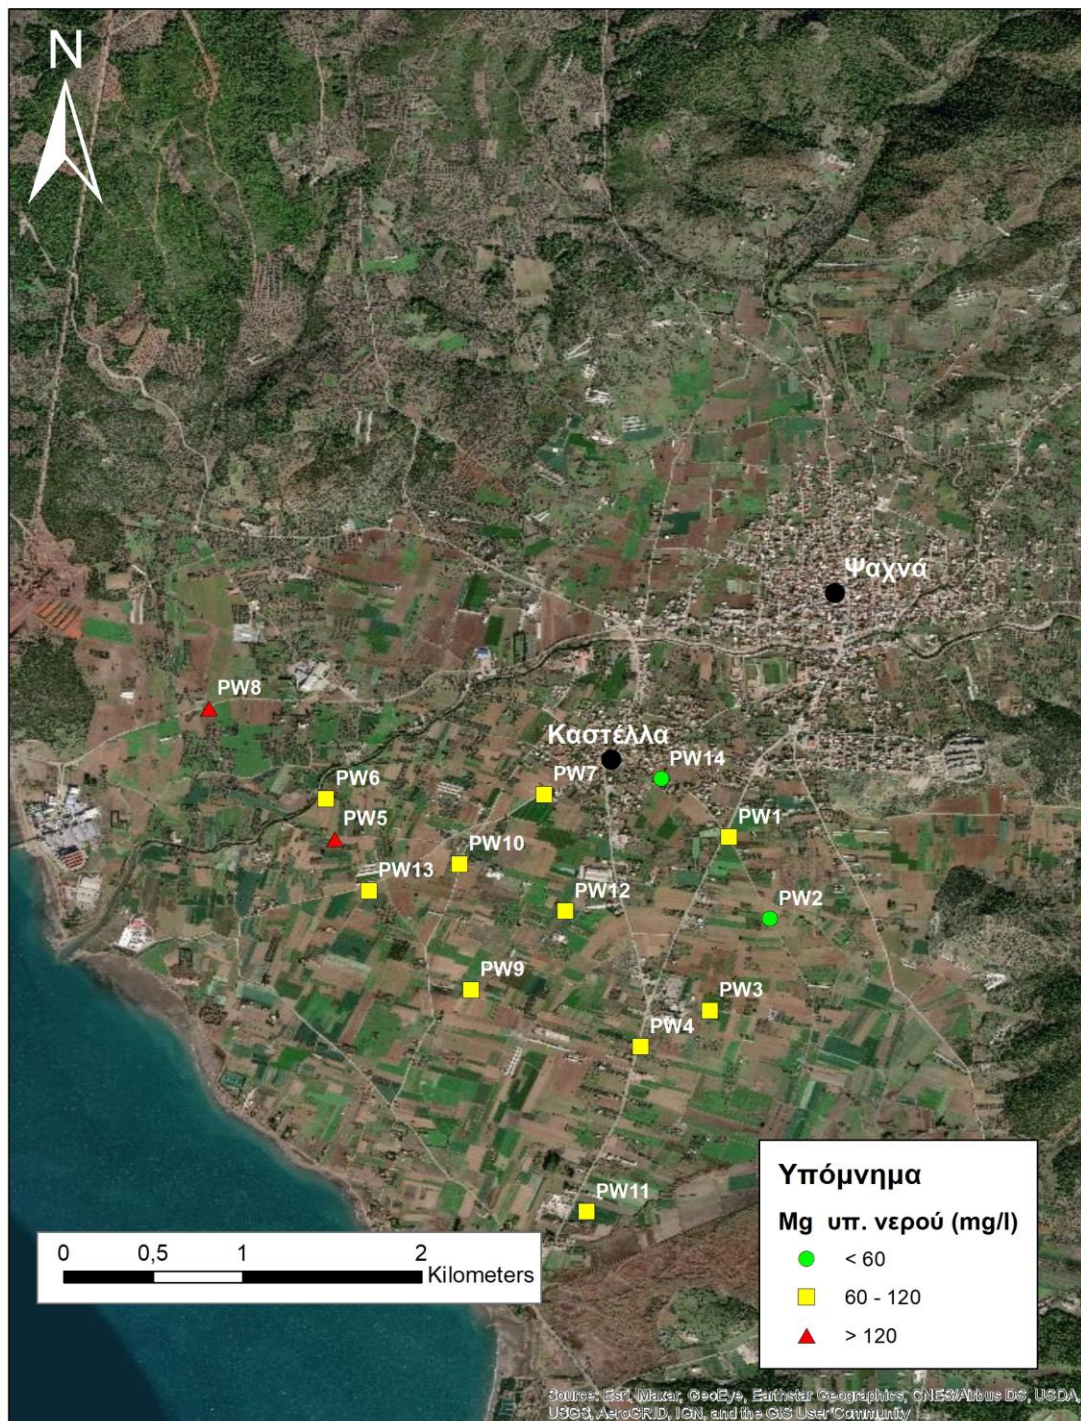 N
Ψαχνά
PW8
Καστέλλα
PW14
PW7
PW6
PW1
PW5
PW10
PW13
PW12
PW2
PW9
PW3
PW4
PW11
Υπόμνημα
Mg υπ. νερού (mg/l)
< 60
60 - 120
> 120
0 0,5 1 2
Kilometers
Source: Esri, Maxar, GeoEye, Earthstar Geographics, CNES/Airbus DS, USDA,
USGS, AeroGRID, IGN, and the GIS User Community